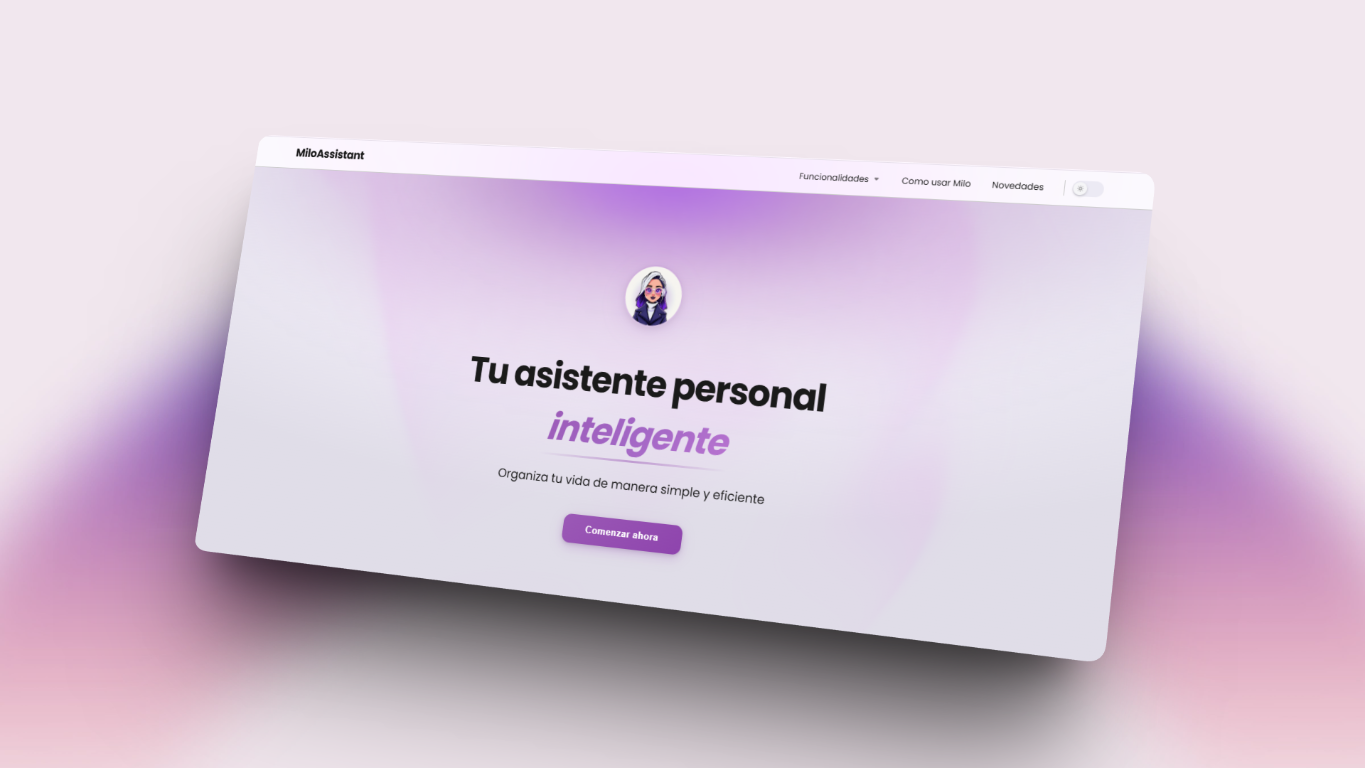 MiloAssistant
Funcionalidades
Como usar Milo
Novedades
Tu asistente personal
inteligente
Organiza tu vida de manera simple y eficiente
Comenzar ahora